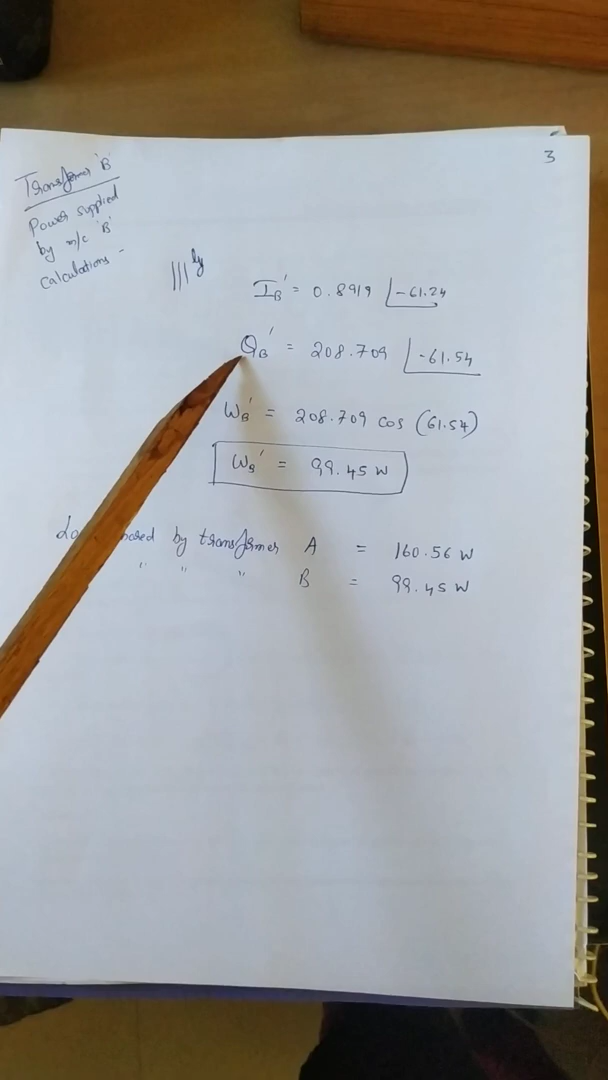 3
Transformer 'B'
Power supplied
by m/c 'B'
calculations -
|||ly
I_B' = 0.8919 ∠-61.24
Q_B' = 208.709 ∠-61.54
W_B' = 208.709 cos (61.54)
W_B' = 99.45 W
by transformer A = 160.56 W
" " " B = 99.45 W